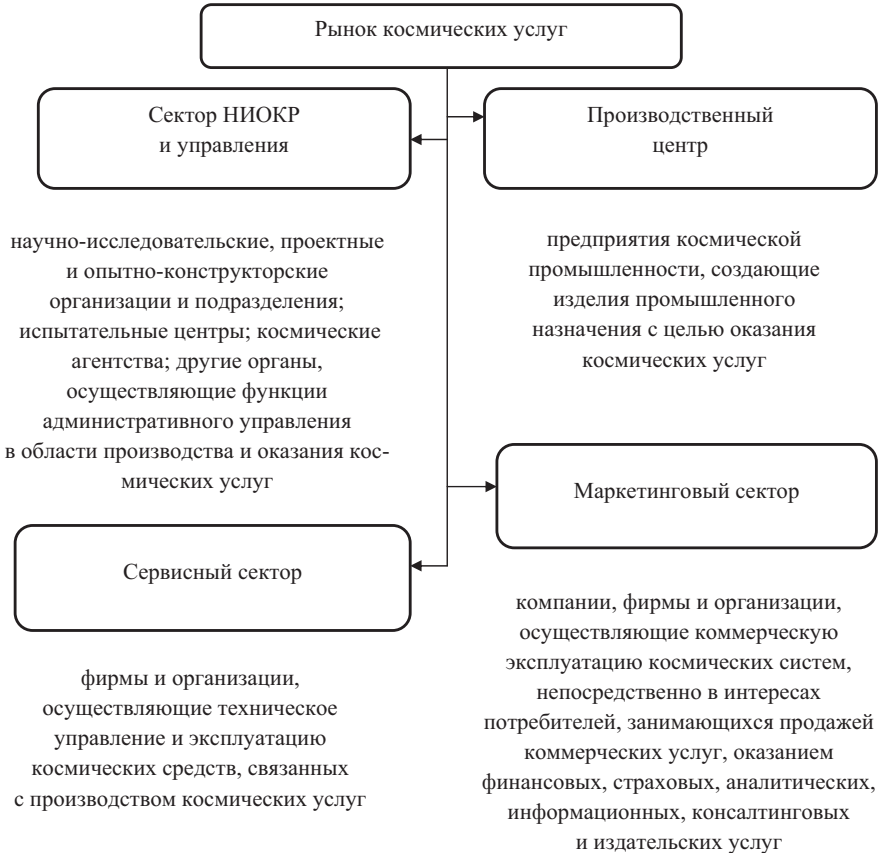 Рынок космических услуг
Сектор НИОКР
и управления
Производственный
центр
научно-исследовательские, проектные
и опытно-конструкторские
организации и подразделения;
испытательные центры; космические
агентства; другие органы,
осуществляющие функции
административного управления
в области производства и оказания кос-
мических услуг
предприятия космической
промышленности, создающие
изделия промышленного
назначения с целью оказания
космических услуг
Маркетинговый сектор
Сервисный сектор
компании, фирмы и организации,
осуществляющие коммерческую
эксплуатацию космических систем,
непосредственно в интересах
потребителей, занимающихся продажей
коммерческих услуг, оказанием
финансовых, страховых, аналитических,
информационных, консалтинговых
и издательских услуг
фирмы и организации,
осуществляющие техническое
управление и эксплуатацию
космических средств, связанных
с производством космических услуг